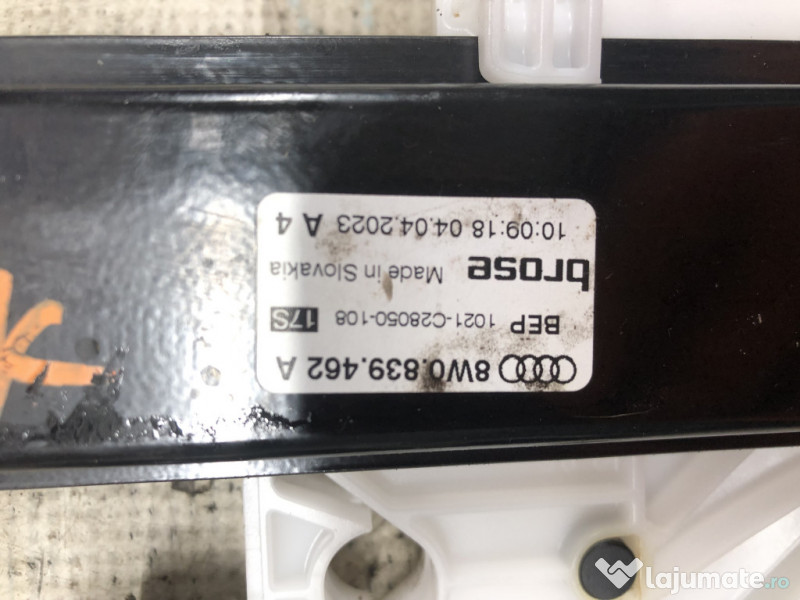 8W0.839.462 A
BEP 1021-C28050-108 17S
brose Made in Slovakia
10:09:18 04.04.2023 A 4
lajumate.ro